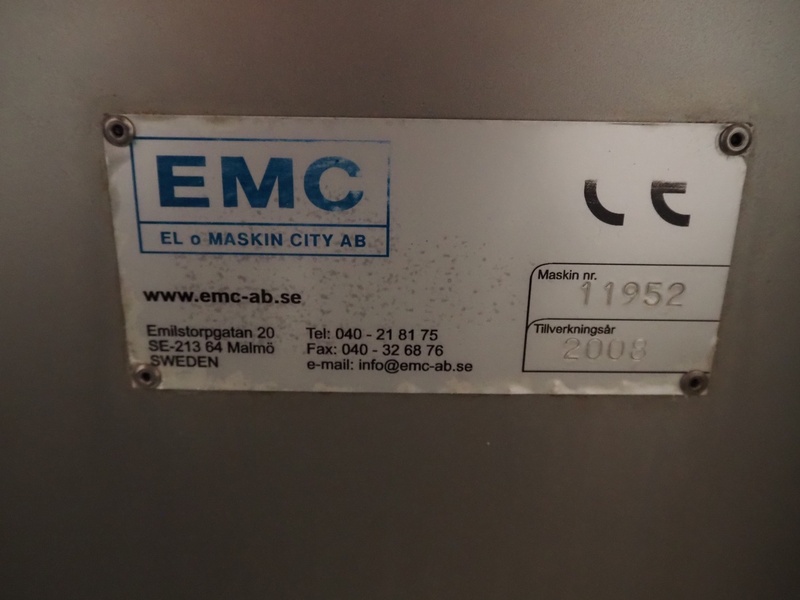 EMC
EL o MASKIN CITY AB
CE
www.emc-ab.se
Emilstorpgatan 20
SE-213 64 Malmö
SWEDEN
Tel: 040 - 21 81 75
Fax: 040 - 32 68 76
e-mail: info@emc-ab.se
Maskin nr.
11952
Tillverkningsår
2008